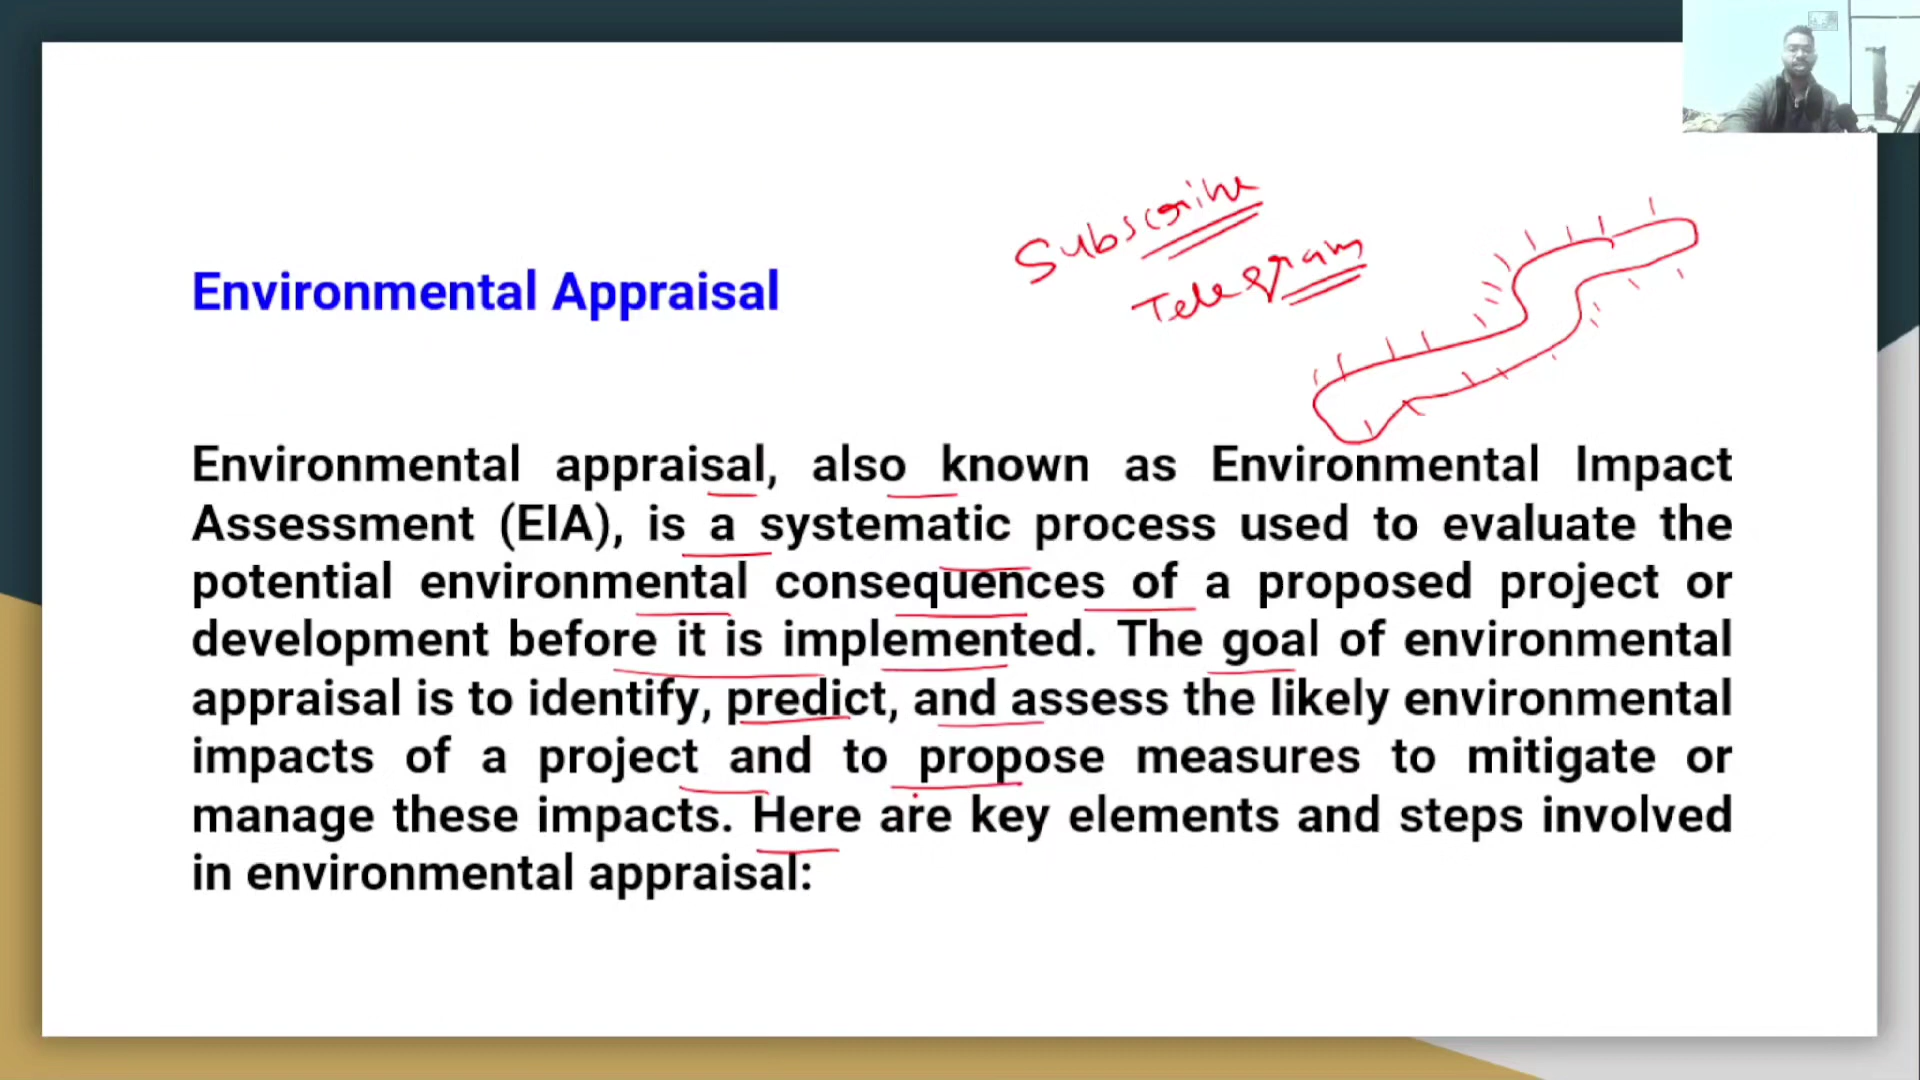 Subscribe
Telegram
Environmental Appraisal
Environmental appraisal, also known as Environmental Impact
Assessment (EIA), is a systematic process used to evaluate the
potential environmental consequences of a proposed project or
development before it is implemented. The goal of environmental
appraisal is to identify, predict, and assess the likely environmental
impacts of a project and to propose measures to mitigate or
manage these impacts. Here are key elements and steps involved
in environmental appraisal: